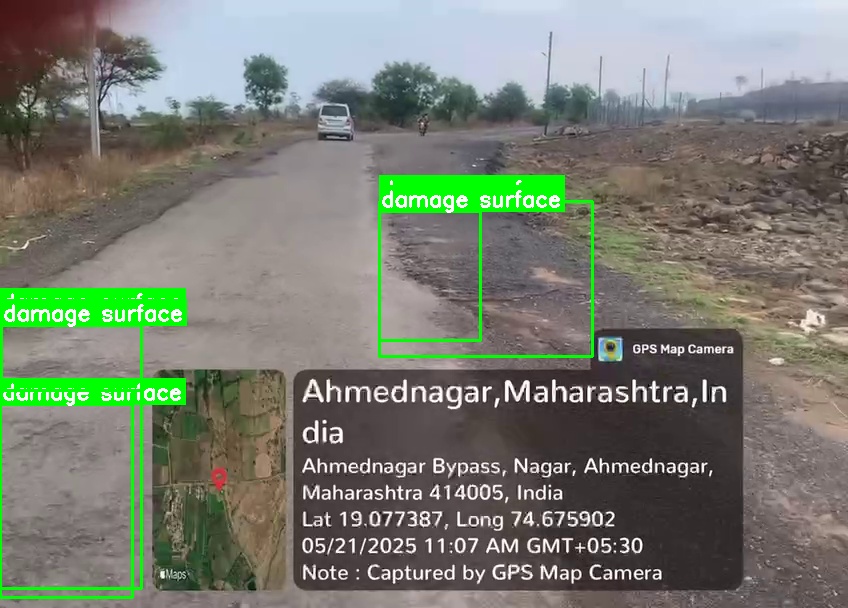 damage surface
damage surface
damage surface
GPS Map Camera
Ahmednagar,Maharashtra,In
dia
Ahmednagar Bypass, Nagar, Ahmednagar,
Maharashtra 414005, India
Lat 19.077387, Long 74.675902
05/21/2025 11:07 AM GMT+05:30
Note : Captured by GPS Map Camera
Maps